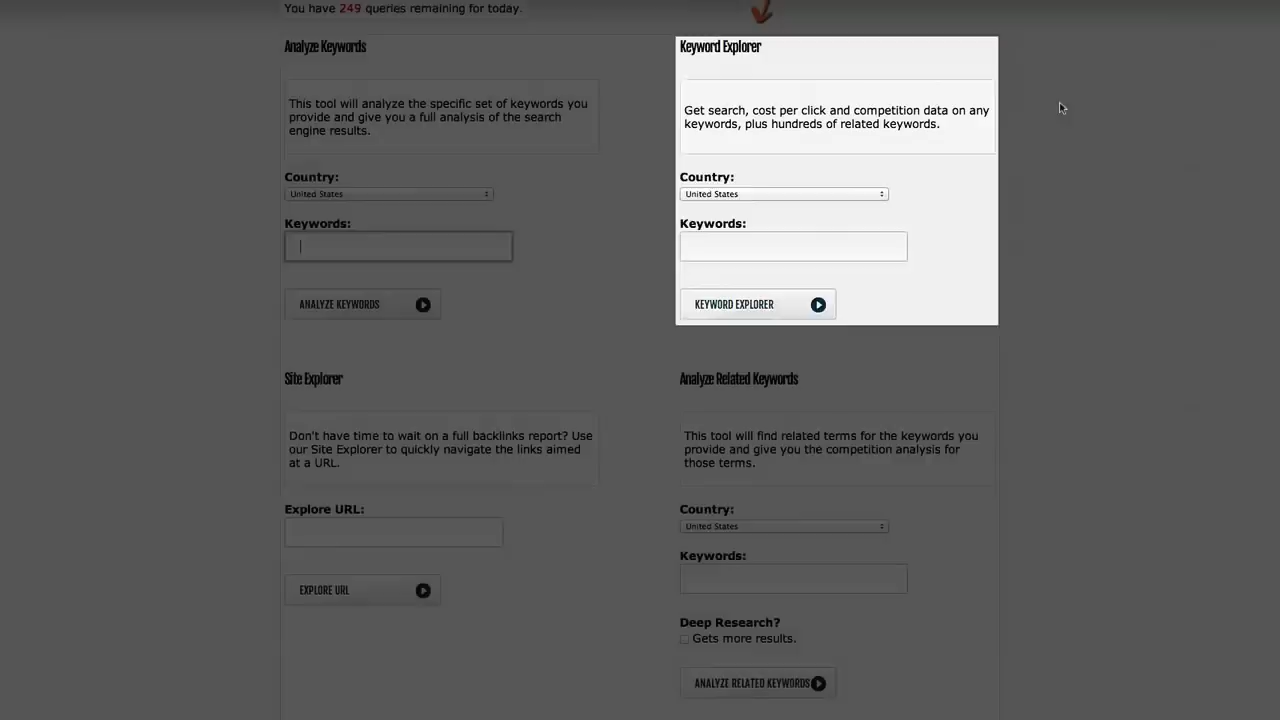 You have 249 queries remaining for today.
Analyze Keywords
This tool will analyze the specific set of keywords you
provide and give you a full analysis of the search
engine results.
Country:
United States
Keywords:
ANALYZE KEYWORDS
Keyword Explorer
Get search, cost per click and competition data on any
keywords, plus hundreds of related keywords.
Country:
United States
Keywords:
KEYWORD EXPLORER
Site Explorer
Don't have time to wait on a full backlinks report? Use
our Site Explorer to quickly navigate the links aimed
at a URL.
Explore URL:
EXPLORE URL
Analyze Related Keywords
This tool will find related terms for the keywords you
provide and give you the competition analysis for
those terms.
Country:
United States
Keywords:
Deep Research?
Gets more results.
ANALYZE RELATED KEYWORDS